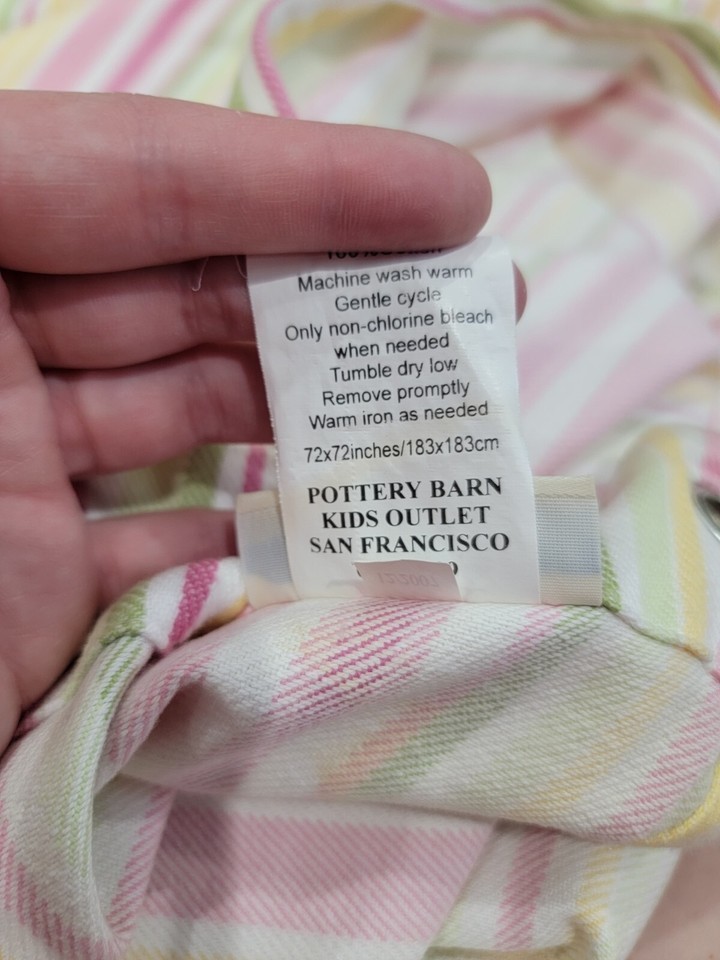 Machine wash warm
Gentle cycle
Only non-chlorine bleach
when needed
Tumble dry low
Remove promptly
Warm iron as needed
72x72inches/183x183cm
POTTERY BARN
KIDS OUTLET
SAN FRANCISCO